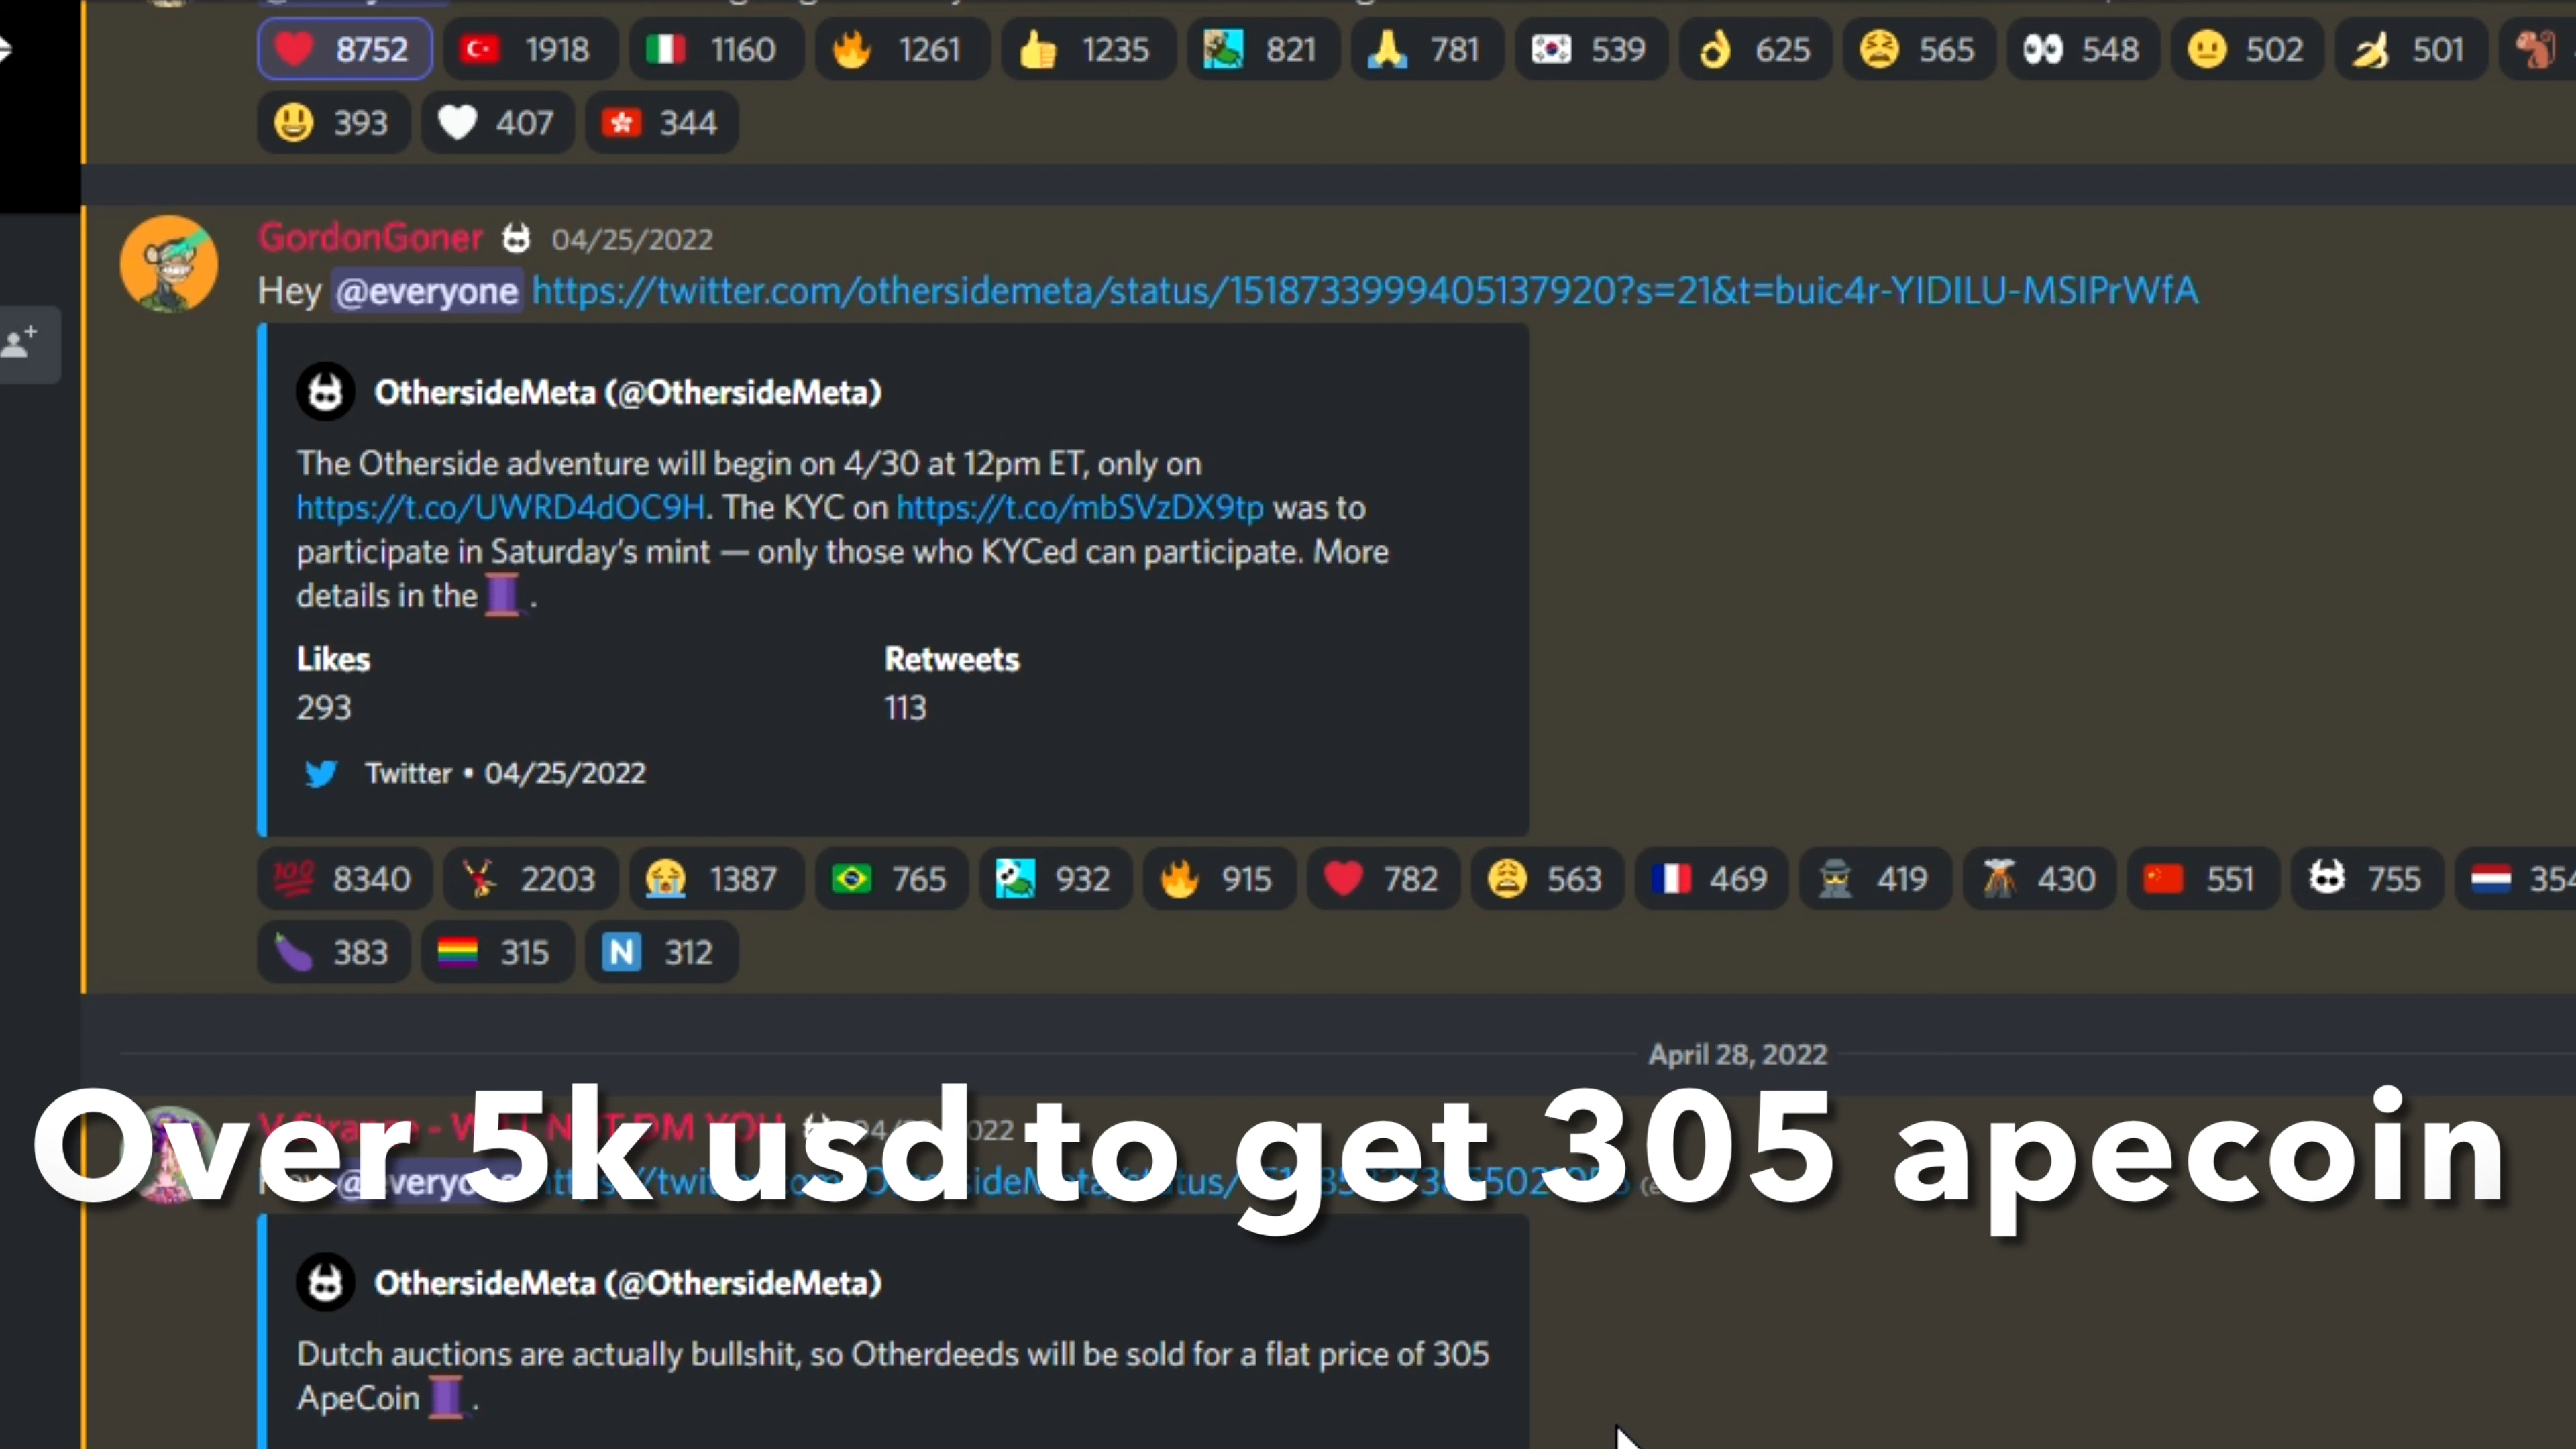 8752 1918 1160 1261 1235 821 781 539 625 565 548 502 501
393 407 344
GordonGoner 04/25/2022
Hey @everyone https://twitter.com/othersidemeta/status/1518733999405137920?s=21&t=buic4r-YIDILU-MSIPrWfA
OthersideMeta (@OthersideMeta)
The Otherside adventure will begin on 4/30 at 12pm ET, only on
https://t.co/UWRD4dOC9H. The KYC on https://t.co/mbSVzDX9tp was to
participate in Saturday's mint — only those who KYCed can participate. More
details in the 🧵.
Likes Retweets
293 113
Twitter • 04/25/2022
8340 2203 1387 765 932 915 782 563 469 419 430 551 755 354
383 315 N 312
April 28, 2022
Over 5k usd to get 305 apecoin
OthersideMeta (@OthersideMeta)
Dutch auctions are actually bullshit, so Otherdeeds will be sold for a flat price of 305
ApeCoin 🧵.